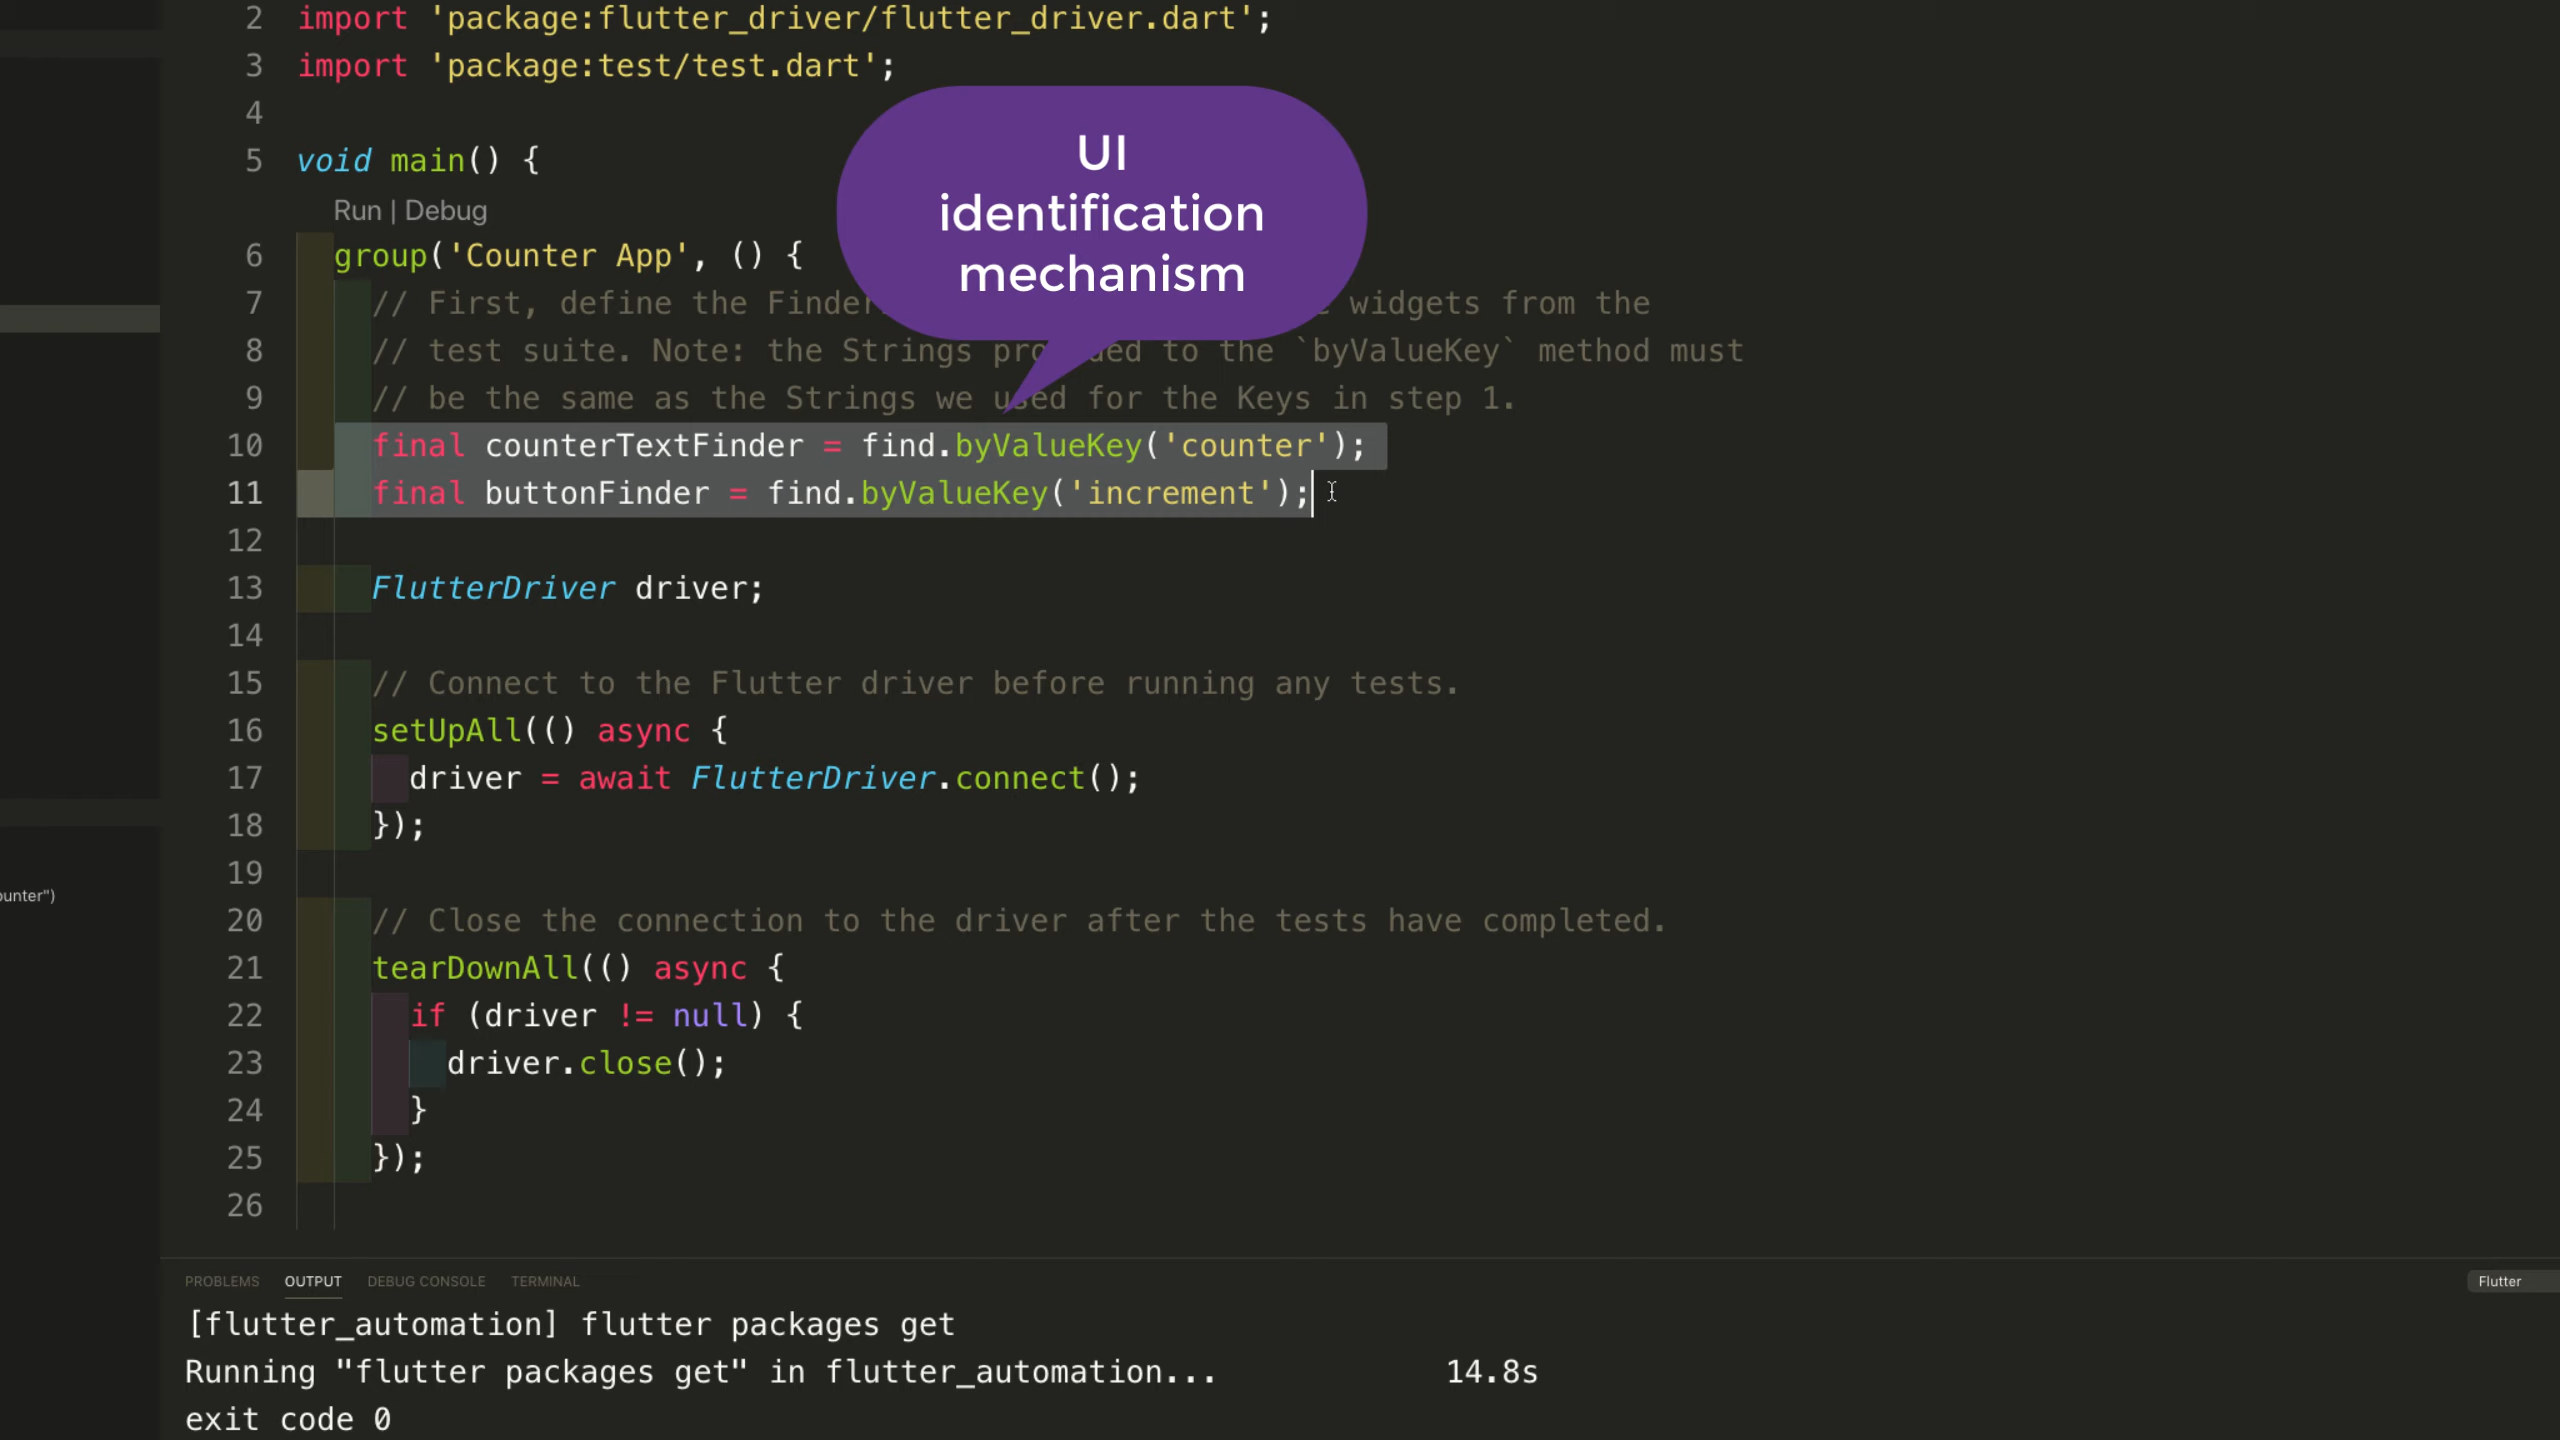 2 import 'package:flutter_driver/flutter_driver.dart';
3 import 'package:test/test.dart';
4
5 void main() {
Run | Debug
6 group('Counter App', () {
7 // First, define the Finder widgets from the
8 // test suite. Note: the Strings provided to the `byValueKey` method must
9 // be the same as the Strings we used for the Keys in step 1.
10 final counterTextFinder = find.byValueKey('counter');
11 final buttonFinder = find.byValueKey('increment');
12
13 FlutterDriver driver;
14
15 // Connect to the Flutter driver before running any tests.
16 setUpAll(() async {
17 driver = await FlutterDriver.connect();
18 });
19
20 // Close the connection to the driver after the tests have completed.
21 tearDownAll(() async {
22 if (driver != null) {
23 driver.close();
24 }
25 });
26
UI
identification
mechanism
ounter")
PROBLEMS OUTPUT DEBUG CONSOLE TERMINAL
Flutter
[flutter_automation] flutter packages get
Running "flutter packages get" in flutter_automation... 14.8s
exit code 0